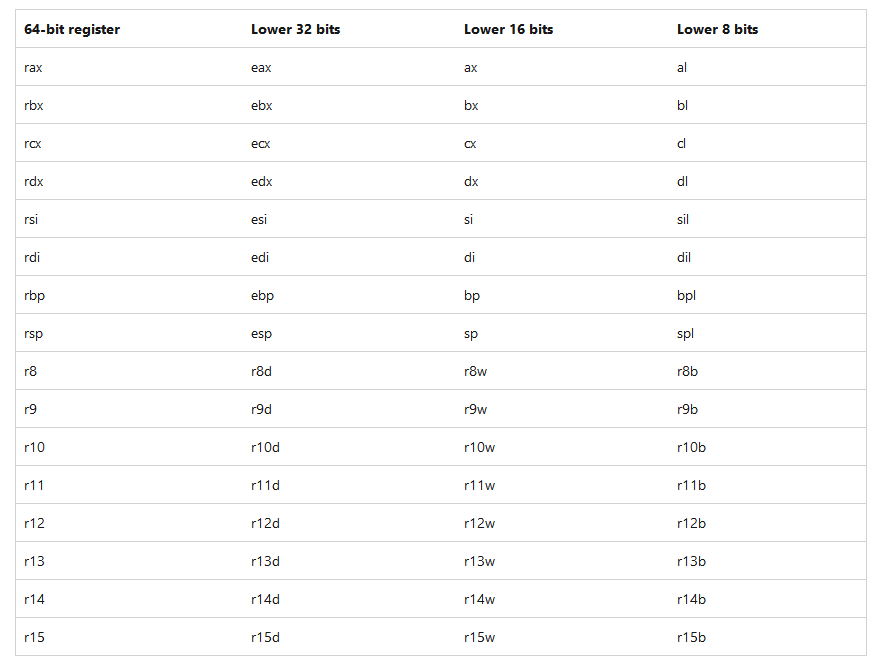 64-bit register Lower 32 bits Lower 16 bits Lower 8 bits
rax eax ax al
rbx ebx bx bl
rcx ecx cx cl
rdx edx dx dl
rsi esi si sil
rdi edi di dil
rbp ebp bp bpl
rsp esp sp spl
r8 r8d r8w r8b
r9 r9d r9w r9b
r10 r10d r10w r10b
r11 r11d r11w r11b
r12 r12d r12w r12b
r13 r13d r13w r13b
r14 r14d r14w r14b
r15 r15d r15w r15b